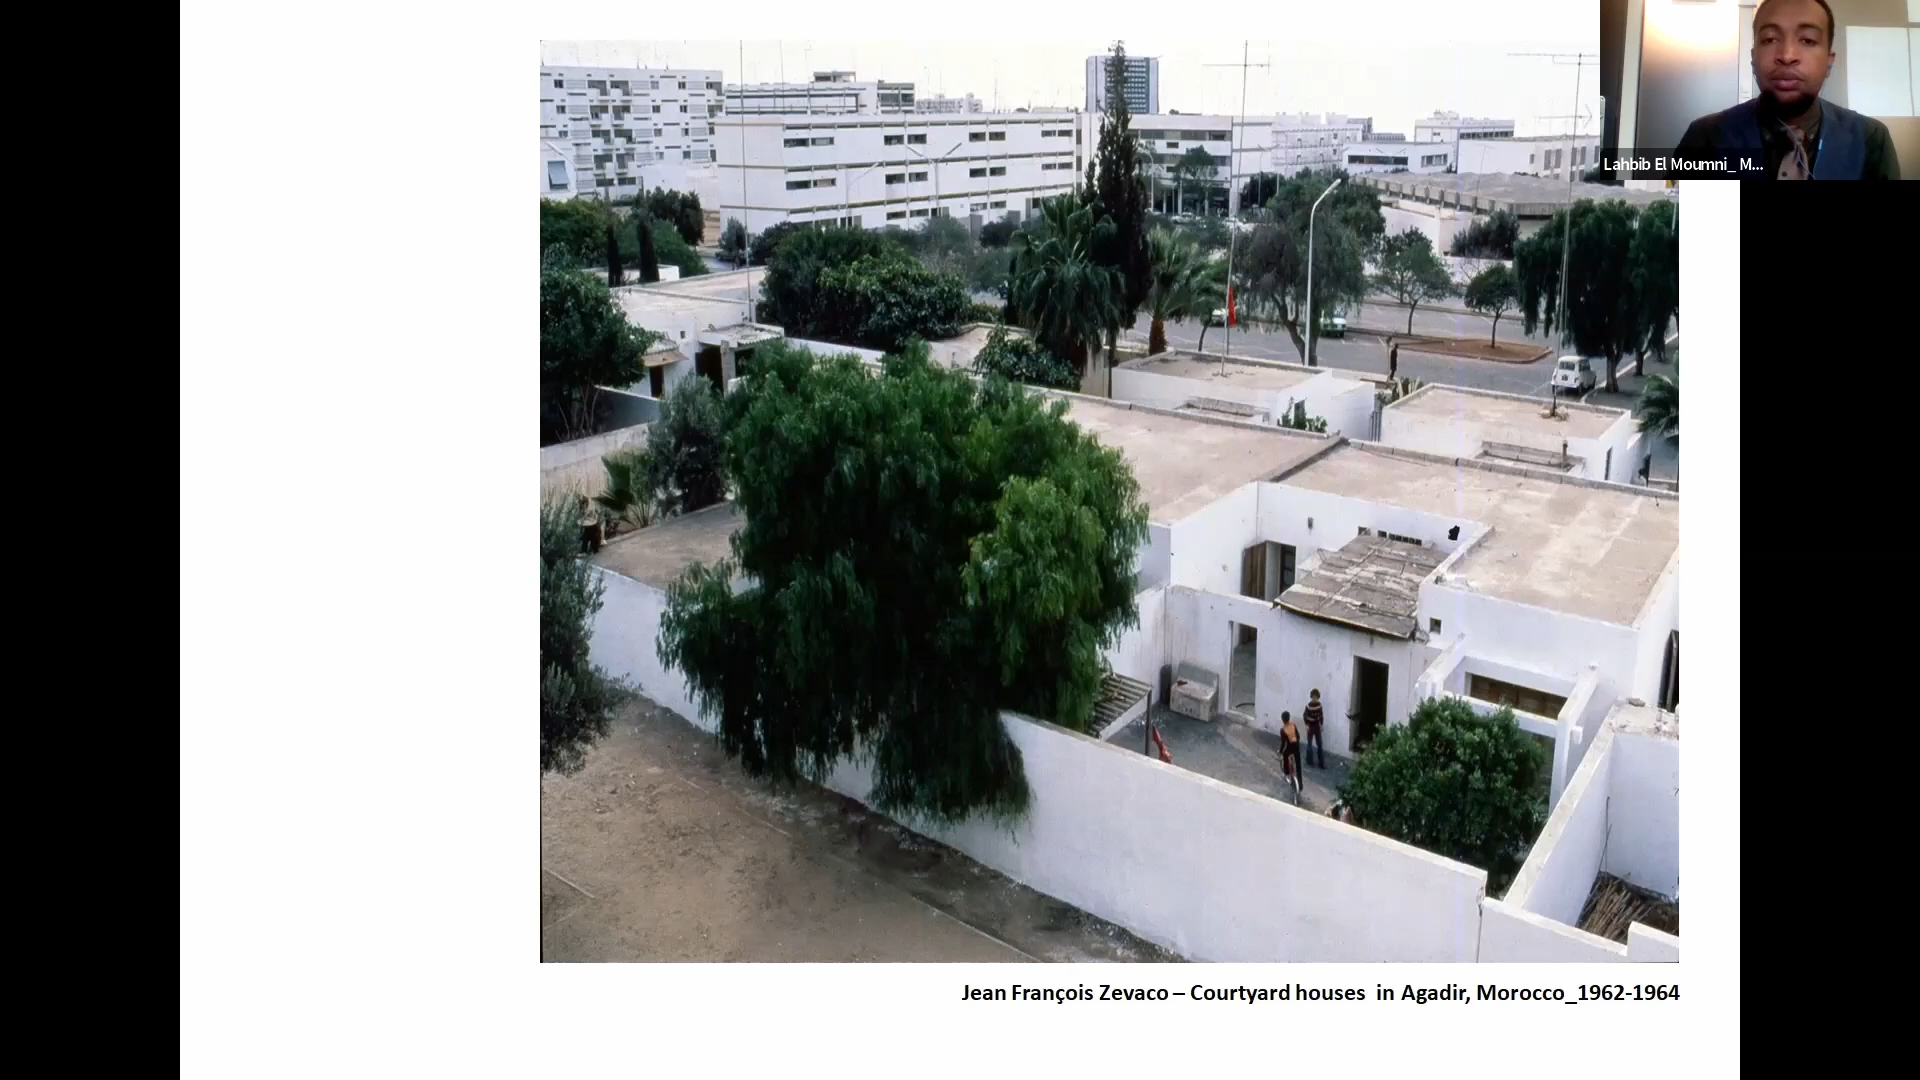 Lahbib El Moumni_ M...
Jean François Zevaco – Courtyard houses in Agadir, Morocco_1962-1964